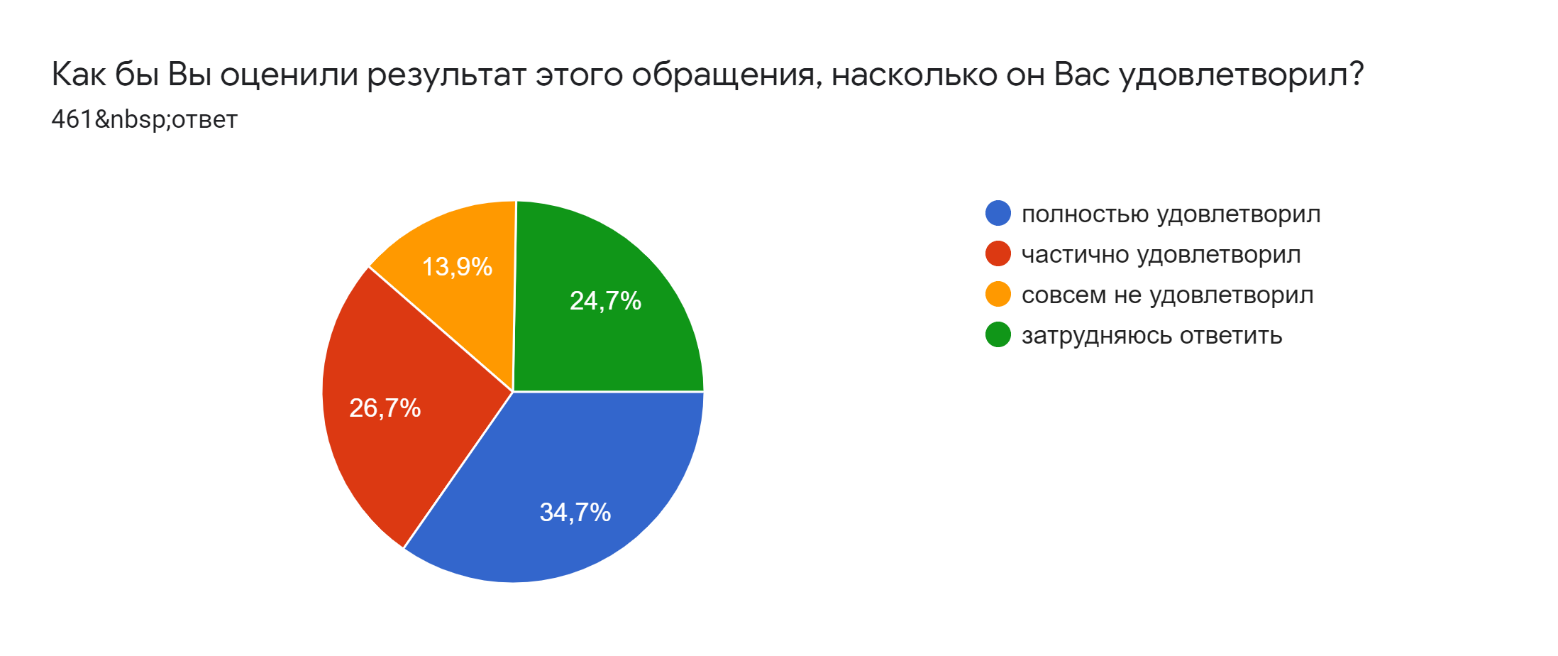 Как бы Вы оценили результат этого обращения, насколько он Вас удовлетворил?
461&nbsp;ответ
полностью удовлетворил
частично удовлетворил
совсем не удовлетворил
затрудняюсь ответить
13,9%
24,7%
26,7%
34,7%